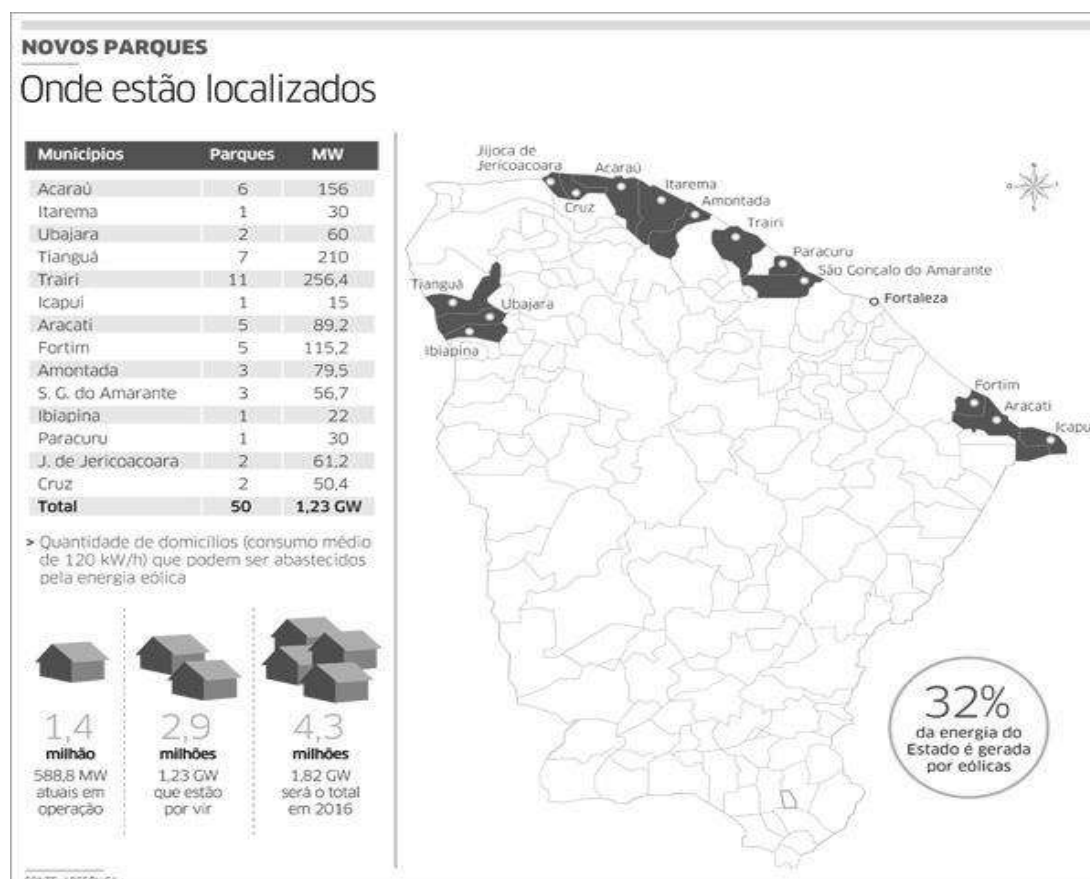 NOVOS PARQUES
Onde estão localizados
Municípios Parques MW
Acaraú 6 156
Itarema 1 30
Ubajara 2 60
Tianguá 7 210
Trairi 11 256,4
Icapui 1 15
Aracati 5 89,2
Fortim 5 115,2
Amontada 3 79,5
S. G. do Amarante 3 56,7
Ibiapina 1 22
Paracuru 1 30
J. de Jericoacoara 2 61,2
Cruz 2 50,4
Total 50 1,23 GW
> Quantidade de domicílios (consumo médio
de 120 kW/h) que podem ser abastecidos
pela energia eólica
1,4
milhão
588,8 MW
atuais em
operação
2,9
milhões
1,23 GW
que estão
por vir
4,3
milhões
1,82 GW
será o total
em 2016
Jijoca de
Jericoacoara
Acaraú
Itarema
Cruz
Amontada
Trairi
Paracuru
São Gonçalo do Amarante
Tianguá
Ubajara
Fortaleza
Ibiapina
Fortim
Aracati
Icapu
32%
da energia do
Estado é gerada
por eólicas